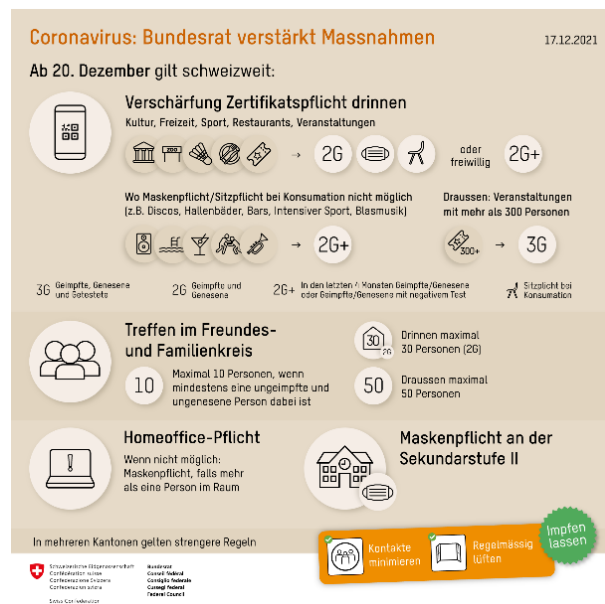 Coronavirus: Bundesrat verstärkt Massnahmen
17.12.2021
Ab 20. Dezember gilt schweizweit:
Verschärfung Zertifikatspflicht drinnen
Kultur, Freizeit, Sport, Restaurants, Veranstaltungen
ZOO
→ 2G
oder
freiwillig
2G+
Wo Maskenpflicht/Sitzpflicht bei Konsumation nicht möglich
(z.B. Discos, Hallenbäder, Bars, Intensiver Sport, Blasmusik)
→ 2G+
Draussen: Veranstaltungen
mit mehr als 300 Personen
300+ → 3G
3G Geimpfte, Genesene
und Getestete
2G Geimpfte und
Genesene
2G+ In den letzten 4 Monaten Geimpfte/Genesene
oder Geimpfte/Genesene mit negativem Test
Sitzplicht bei
Konsumation
Treffen im Freundes-
und Familienkreis
10
Maximal 10 Personen, wenn
mindestens eine ungeimpfte und
ungenesene Person dabei ist
30
2G
Drinnen maximal
30 Personen (2G)
50
Draussen maximal
50 Personen
Homeoffice-Pflicht
Wenn nicht möglich:
Maskenpflicht, falls mehr
als eine Person im Raum
!
Maskenpflicht an der
Sekundarstufe II
In mehreren Kantonen gelten strengere Regeln
Kontakte
minimieren
Regelmässig
lüften
Impfen
lassen
Schweizerische Eidgenossenschaft
Confédération suisse
Confederazione Svizzera
Confederaziun svizra
Swiss Confederation
Bundesrat
Conseil fédéral
Consiglio federale
Cussegl federal
Federal Council